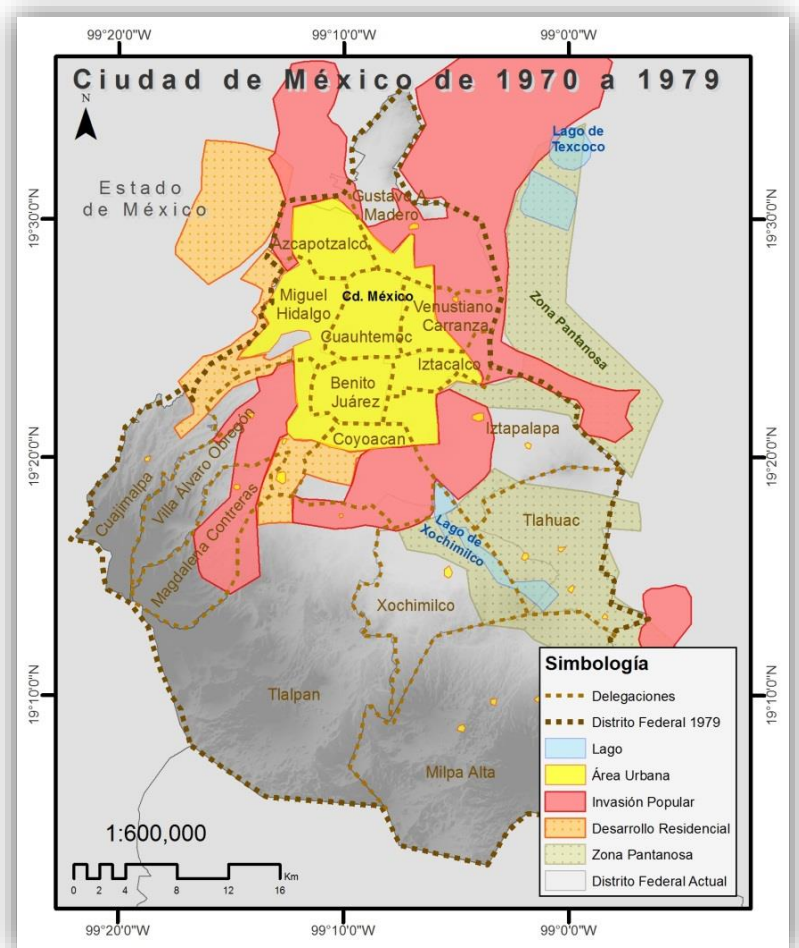 99°20'0"W
99°10'0"W
99°0'0"W
Ciudad de México de 1970 a 1979
N
Lago de
Texcoco
Estado
de México
Gustavo A.
Madero
19°30'0"N
19°30'0"N
Azcapotzalco
Miguel
Hidalgo
Cd. México
Venustiano
Carranza
Zona Pantanosa
Cuauhtemoc
Iztacalco
Benito
Juárez
Coyoacan
Iztapalapa
19°20'0"N
19°20'0"N
Cuajimalpa
Villa Álvaro Obregón
Magdalena Contreras
Tlahuac
Lago de
Xochimilco
Xochimilco
Tlalpan
Milpa Alta
19°10'0"N
19°10'0"N
Simbología
Delegaciones
Distrito Federal 1979
Lago
Área Urbana
Invasión Popular
Desarrollo Residencial
Zona Pantanosa
Distrito Federal Actual
1:600,000
Km
0 2 4 8 12 16
99°20'0"W
99°10'0"W
99°0'0"W